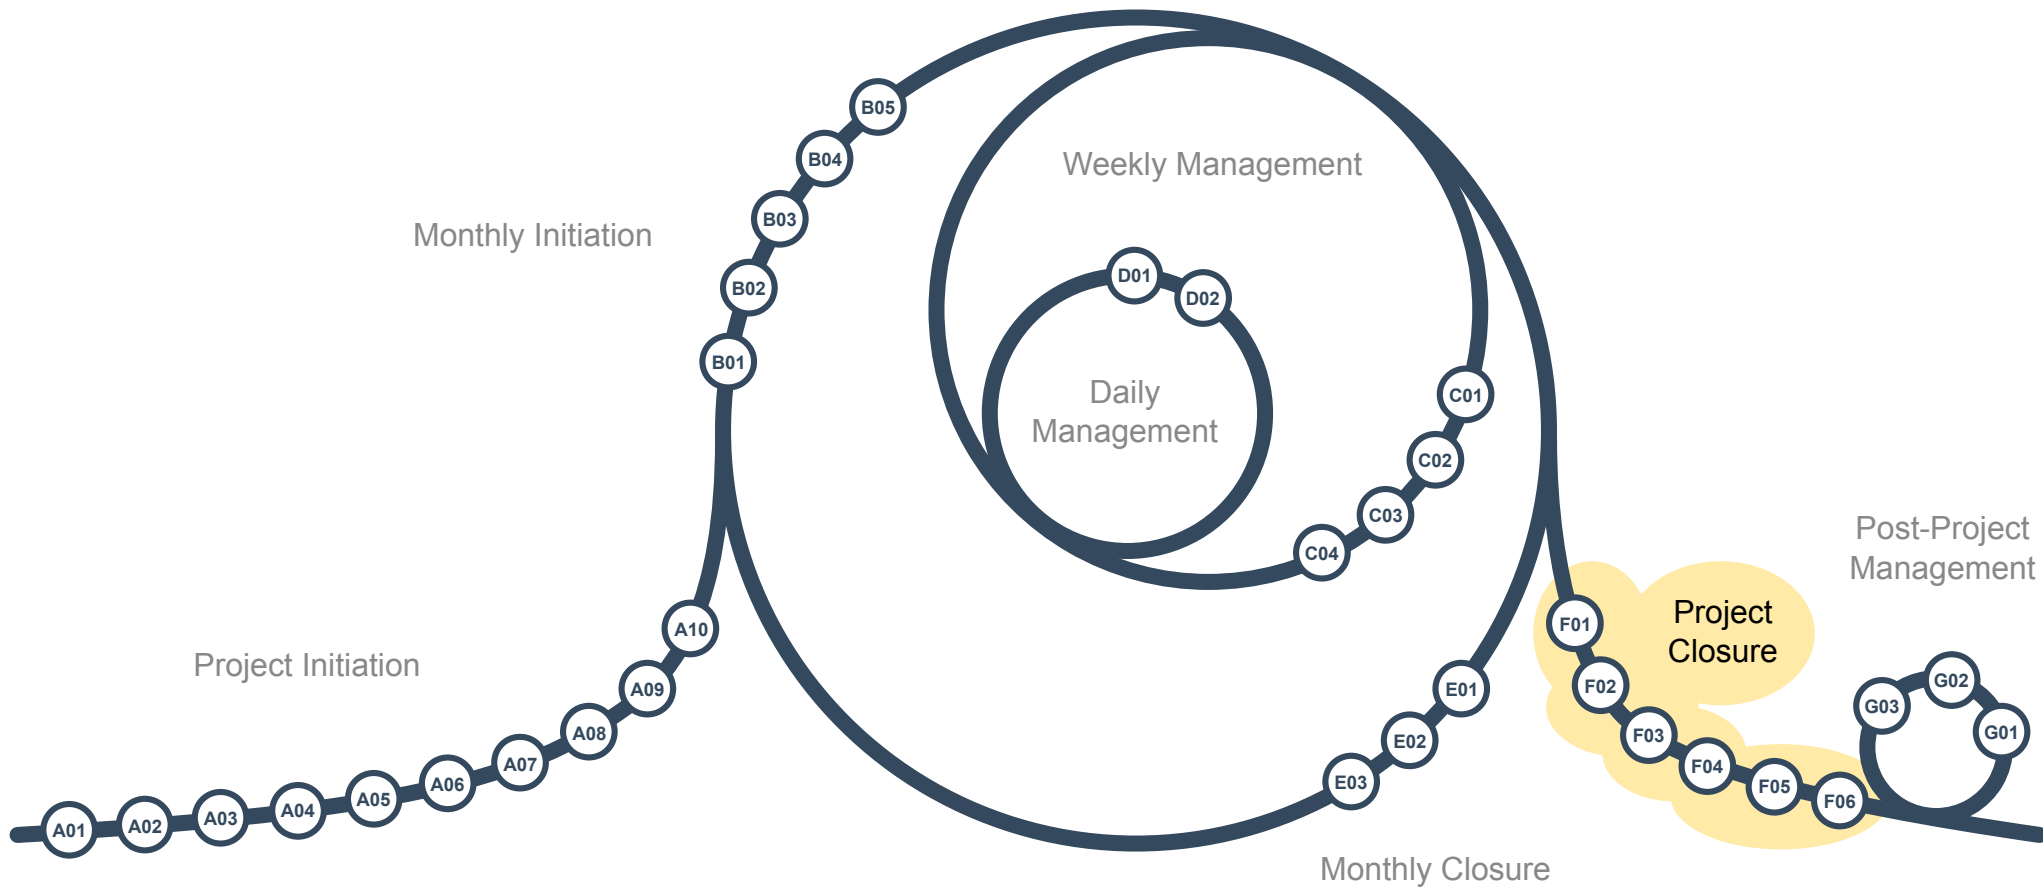 Project Initiation
A01
A02
A03
A04
A05
A06
A07
A08
A09
A10
Monthly Initiation
B01
B02
B03
B04
B05
Weekly Management
C01
C02
C03
C04
Daily
Management
D01
D02
Monthly Closure
E01
E02
E03
Project
Closure
F01
F02
F03
F04
F05
F06
Post-Project
Management
G01
G02
G03